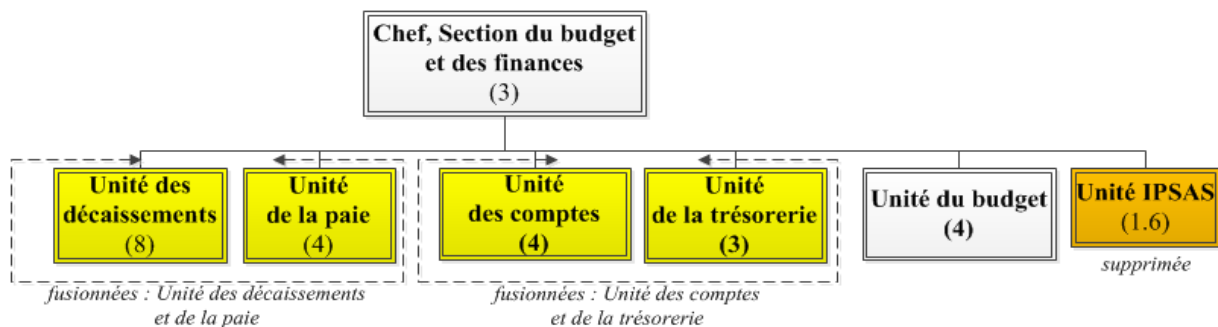 Chef, Section du budget
et des finances
(3)
Unité des
décaissements
(8)
Unité
de la paie
(4)
Unité
des comptes
(4)
Unité
de la trésorerie
(3)
Unité du budget
(4)
Unité IPSAS
(1.6)
supprimée
fusionnées : Unité des décaissements
et de la paie
fusionnées : Unité des comptes
et de la trésorerie